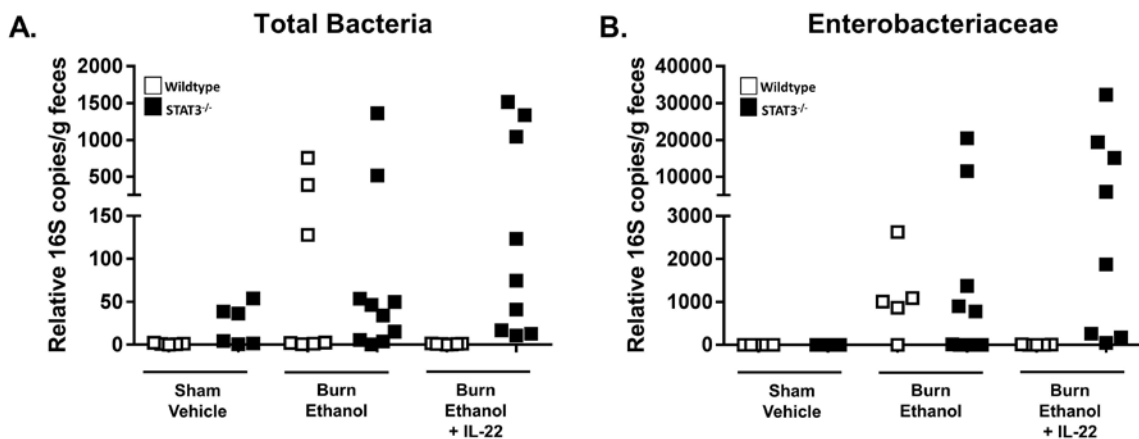 A.
Total Bacteria
Relative 16S copies/g feces
2000
1500
1000
500
150
100
50
0
Wildtype
STAT3-/-
Sham
Vehicle
Burn
Ethanol
Burn
Ethanol
+ IL-22
B.
Enterobacteriaceae
Relative 16S copies/g feces
40000
30000
20000
10000
3000
2000
1000
0
Wildtype
STAT3-/-
Sham
Vehicle
Burn
Ethanol
Burn
Ethanol
+ IL-22